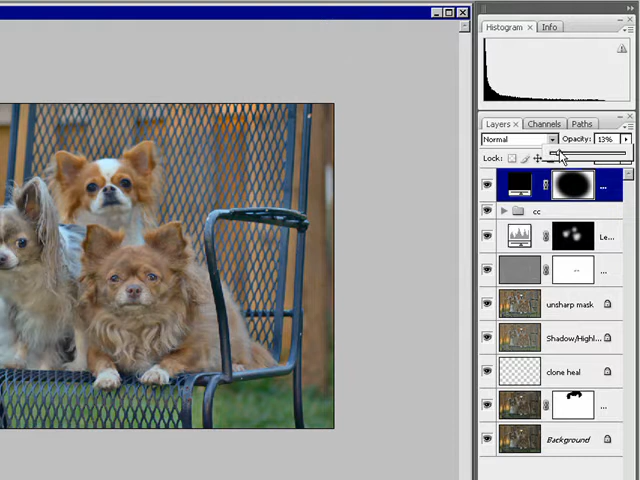 Histogram × Info
Layers × Channels Paths
Normal Opacity: 13%
Lock:
...
cc
Le...
...
unsharp mask
Shadow/Highl...
clone heal
...
Background